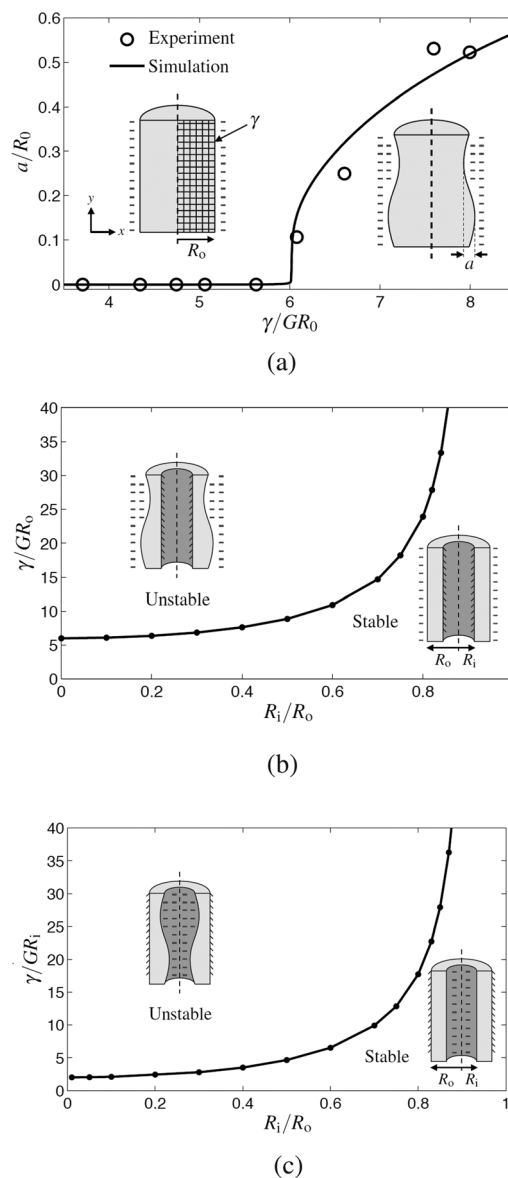 0.6
0.5
0.4
0.3
0.2
0.1
0
a/R₀
Experiment
Simulation
γ
y
x
Rₒ
a
4 5 6 7 8
γ/GR₀
(a)
40
35
30
25
20
15
10
5
0
γ/GRₒ
Unstable
Stable
Rₒ Rᵢ
0 0.2 0.4 0.6 0.8
Rᵢ/Rₒ
(b)
40
35
30
25
20
15
10
5
0
γ/GRᵢ
Unstable
Stable
Rₒ Rᵢ
0 0.2 0.4 0.6 0.8 1
Rᵢ/Rₒ
(c)